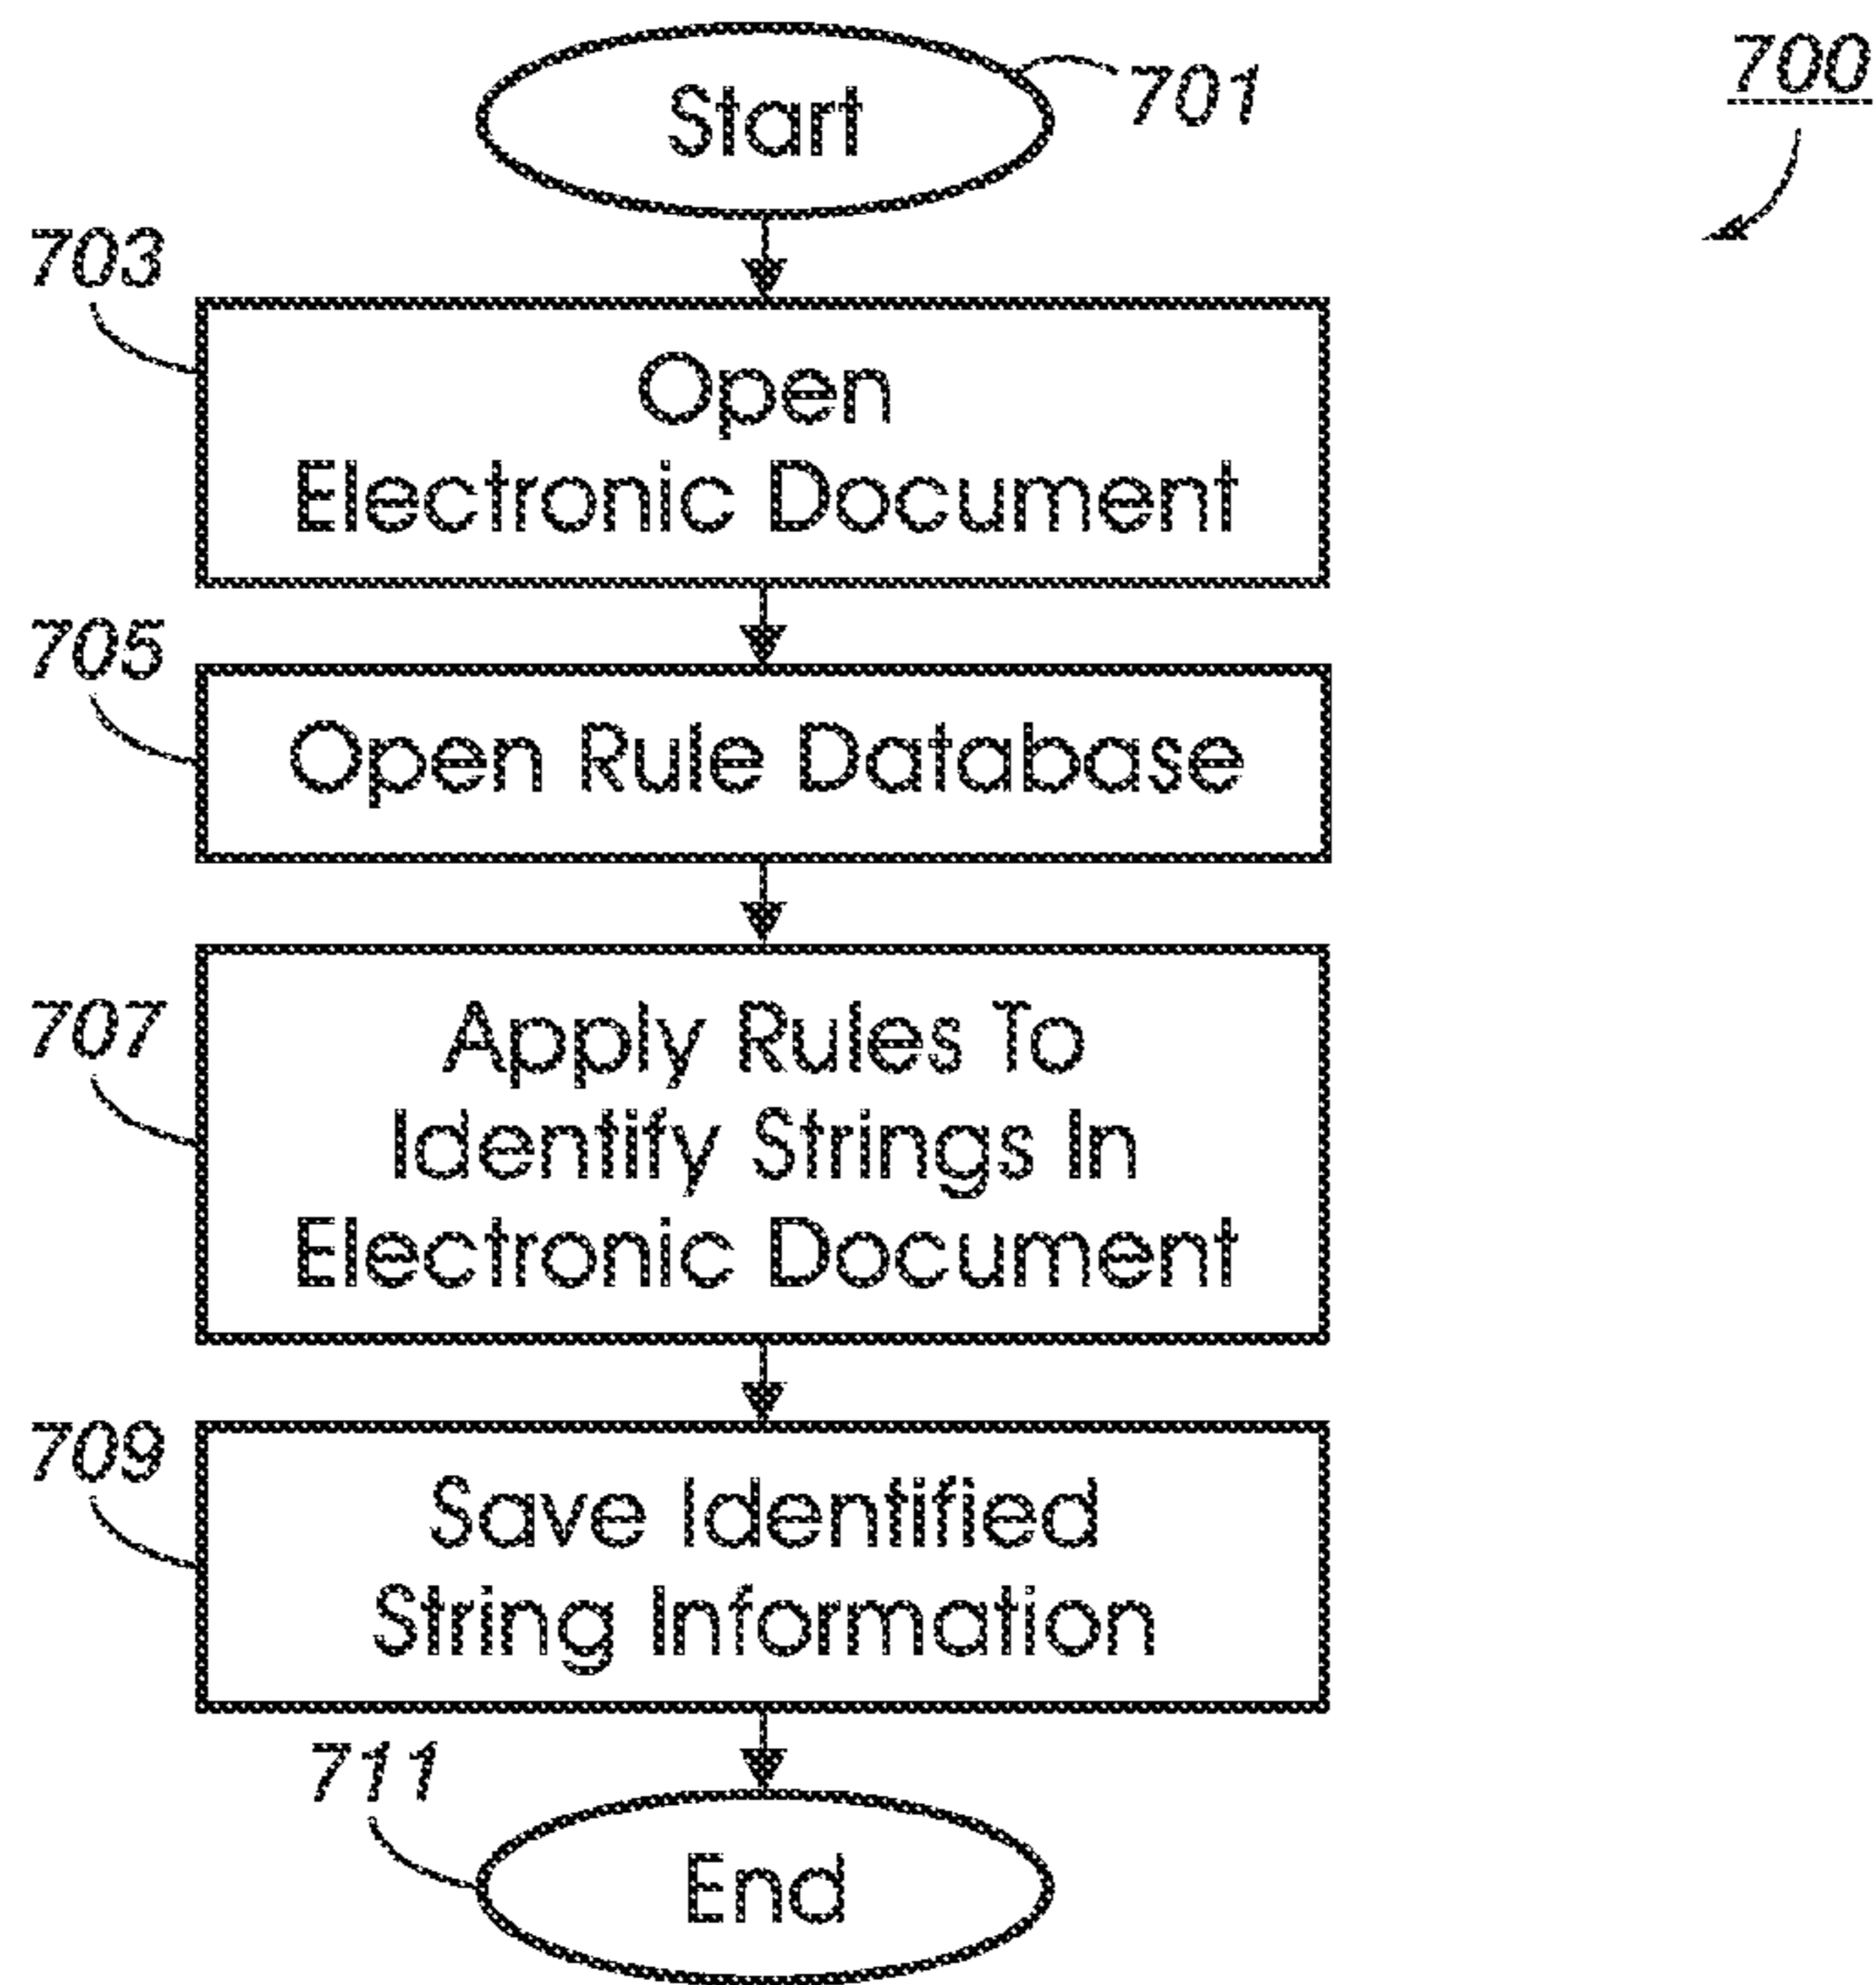 Start
701
700
703
Open
Electronic Document
705
Open Rule Database
707
Apply Rules To
Identify Strings In
Electronic Document
709
Save Identified
String Information
711
End